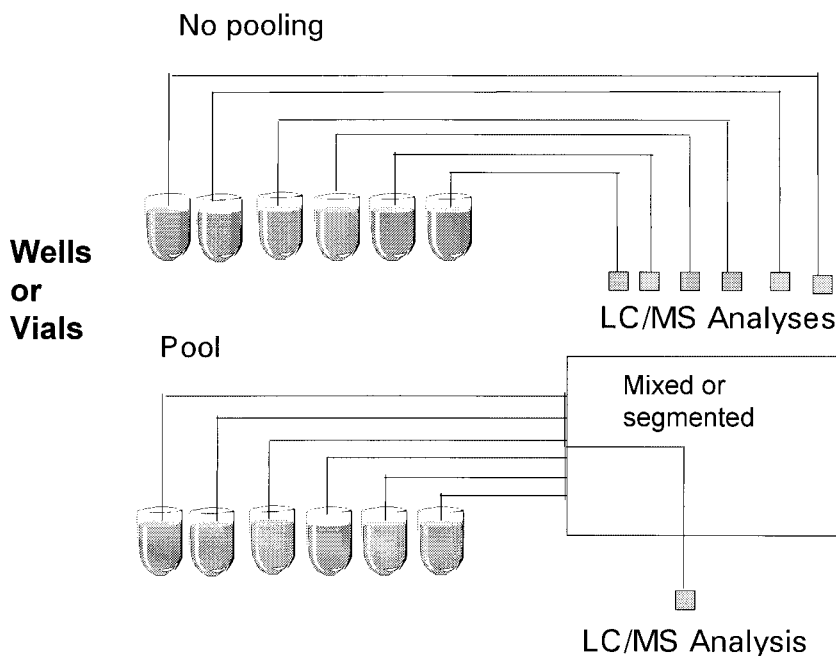 No pooling
Wells
or
Vials
LC/MS Analyses
Pool
Mixed or
segmented
LC/MS Analysis